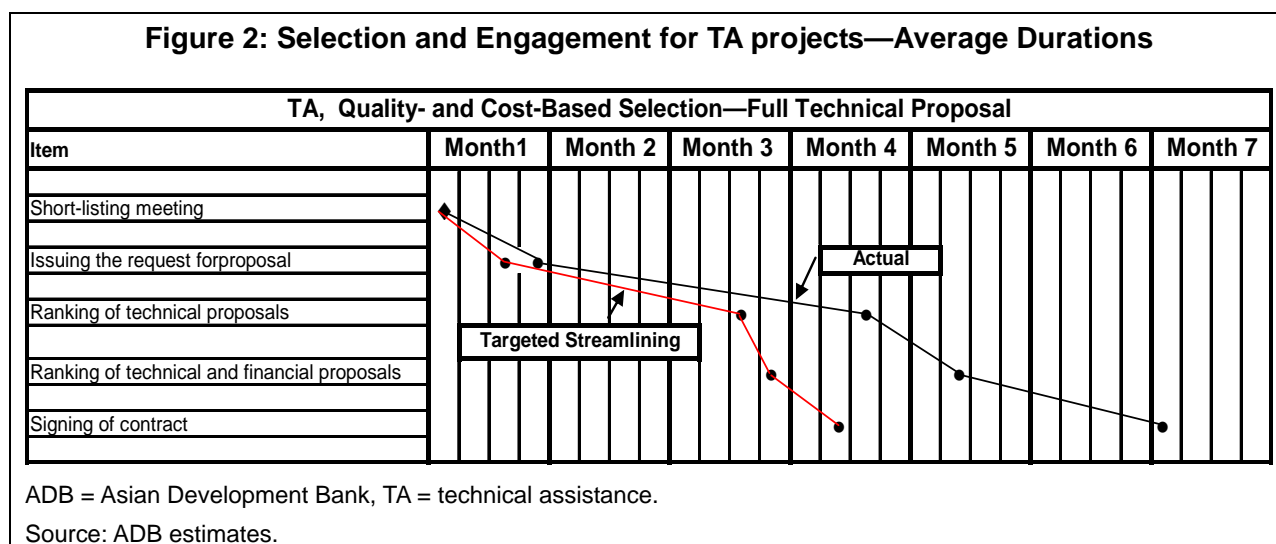 Figure 2: Selection and Engagement for TA projects—Average Durations
TA, Quality- and Cost-Based Selection—Full Technical Proposal
Item Month1 Month 2 Month 3 Month 4 Month 5 Month 6 Month 7
Short-listing meeting
Issuing the request forproposal
Actual
Ranking of technical proposals
Targeted Streamlining
Ranking of technical and financial proposals
Signing of contract
ADB = Asian Development Bank, TA = technical assistance.
Source: ADB estimates.